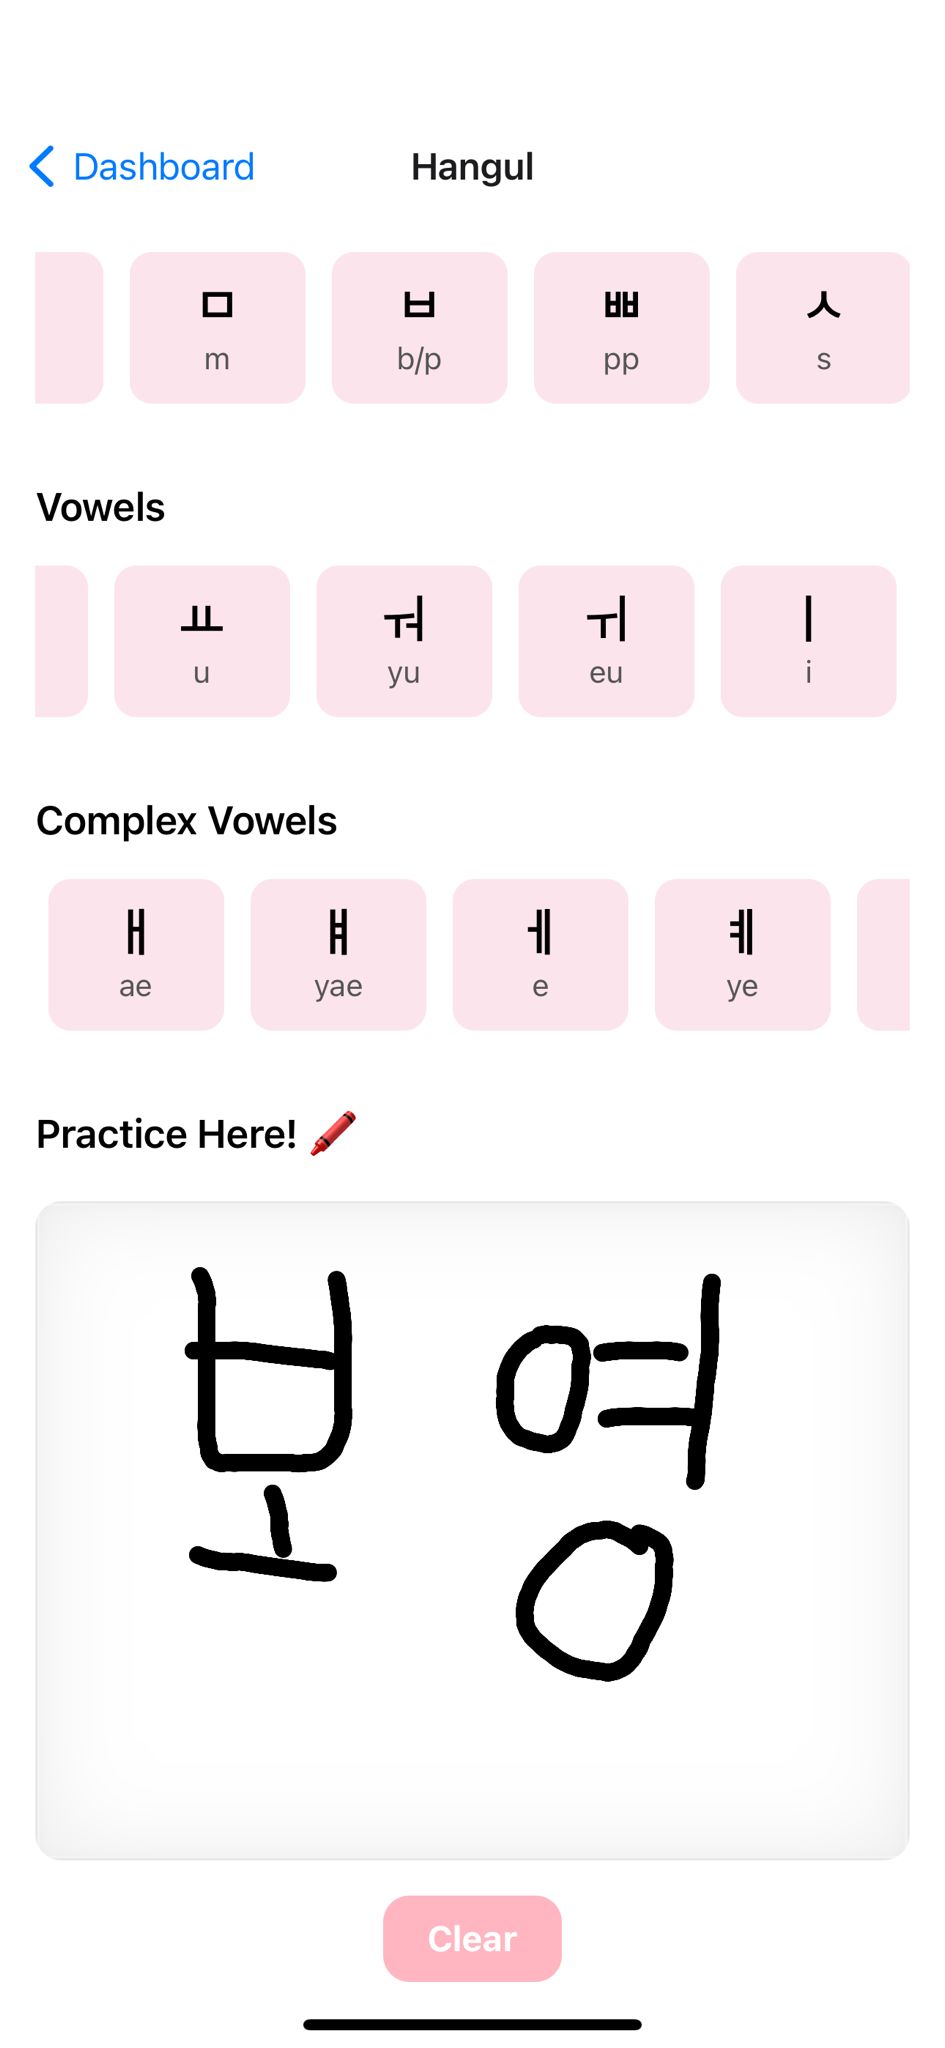 Dashboard Hangul
ㅁ ㅂ ㅃ ㅅ
m b/p pp s
Vowels
ㅛ ㅝ ㅟ ㅣ
u yu eu i
Complex Vowels
ㅐ ㅒ ㅔ ㅖ
ae yae e ye
Practice Here! 🖍️
보영
Clear